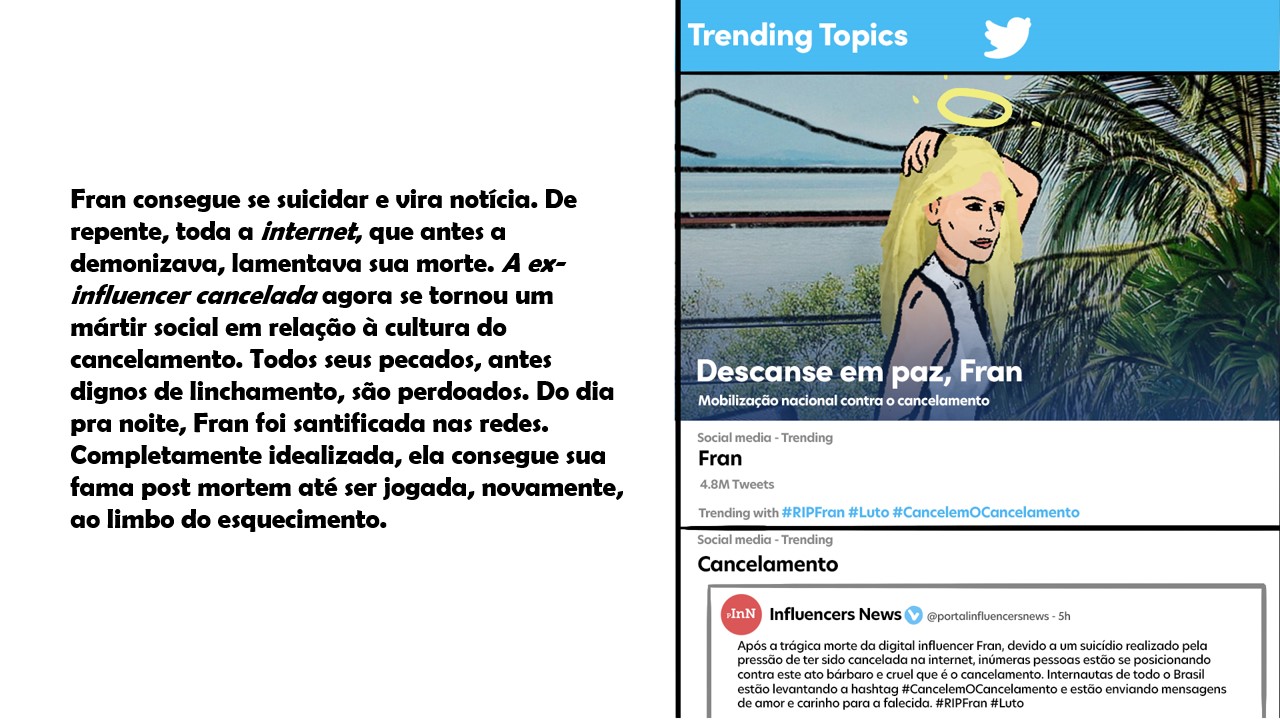 Fran consegue se suicidar e vira notícia. De
repente, toda a internet, que antes a
demonizava, lamentava sua morte. A ex-
influencer cancelada agora se tornou um
mártir social em relação à cultura do
cancelamento. Todos seus pecados, antes
dignos de linchamento, são perdoados. Do dia
pra noite, Fran foi santificada nas redes.
Completamente idealizada, ela consegue sua
fama post mortem até ser jogada, novamente,
ao limbo do esquecimento.
Trending Topics
Descanse em paz, Fran
Mobilização nacional contra o cancelamento
Social media - Trending
Fran
4.8M Tweets
Trending with #RIPFran #Luto #CancelemOCancelamento
Social media - Trending
Cancelamento
pInN
Influencers News @portalinfluencersnews - 5h
Após a trágica morte da digital influencer Fran, devido a um suicídio realizado pela
pressão de ter sido cancelada na internet, inúmeras pessoas estão se posicionando
contra este ato bárbaro e cruel que é o cancelamento. Internautas de todo o Brasil
estão levantando a hashtag #CancelemOCancelamento e estão enviando mensagens
de amor e carinho para a falecida. #RIPFran #Luto